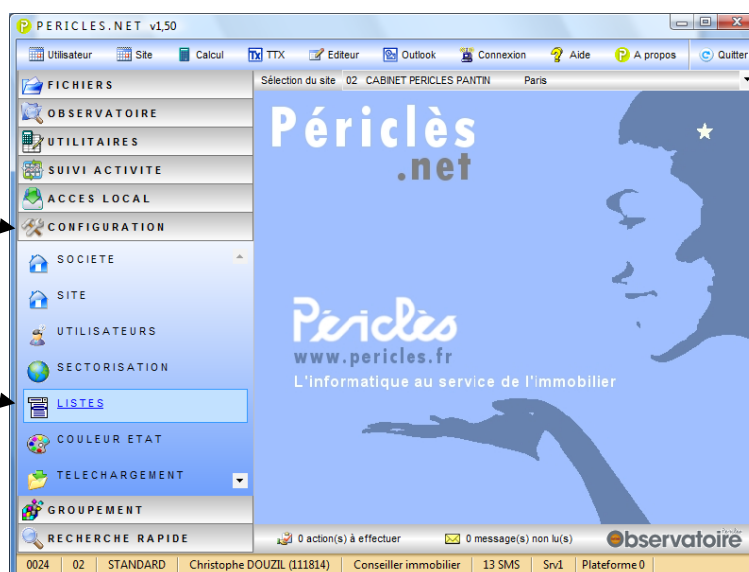 PERICLES.NET v1,50
Utilisateur Site Calcul TTX Editeur Outlook Connexion Aide A propos Quitter
FICHIERS
OBSERVATOIRE
UTILITAIRES
SUIVI ACTIVITE
ACCES LOCAL
CONFIGURATION
SOCIETE
SITE
UTILISATEURS
SECTORISATION
LISTES
COULEUR ETAT
TELECHARGEMENT
GROUPEMENT
RECHERCHE RAPIDE
Sélection du site 02 CABINET PERICLES PANTIN Paris
Périclès
.net
Périclès
www.pericles.fr
L'informatique au service de l'immobilier
0 action(s) à effectuer 0 message(s) non lu(s) Observatoire
0024 02 STANDARD Christophe DOUZIL (111814) Conseiller immobilier 13 SMS Srv1 Plateforme 0